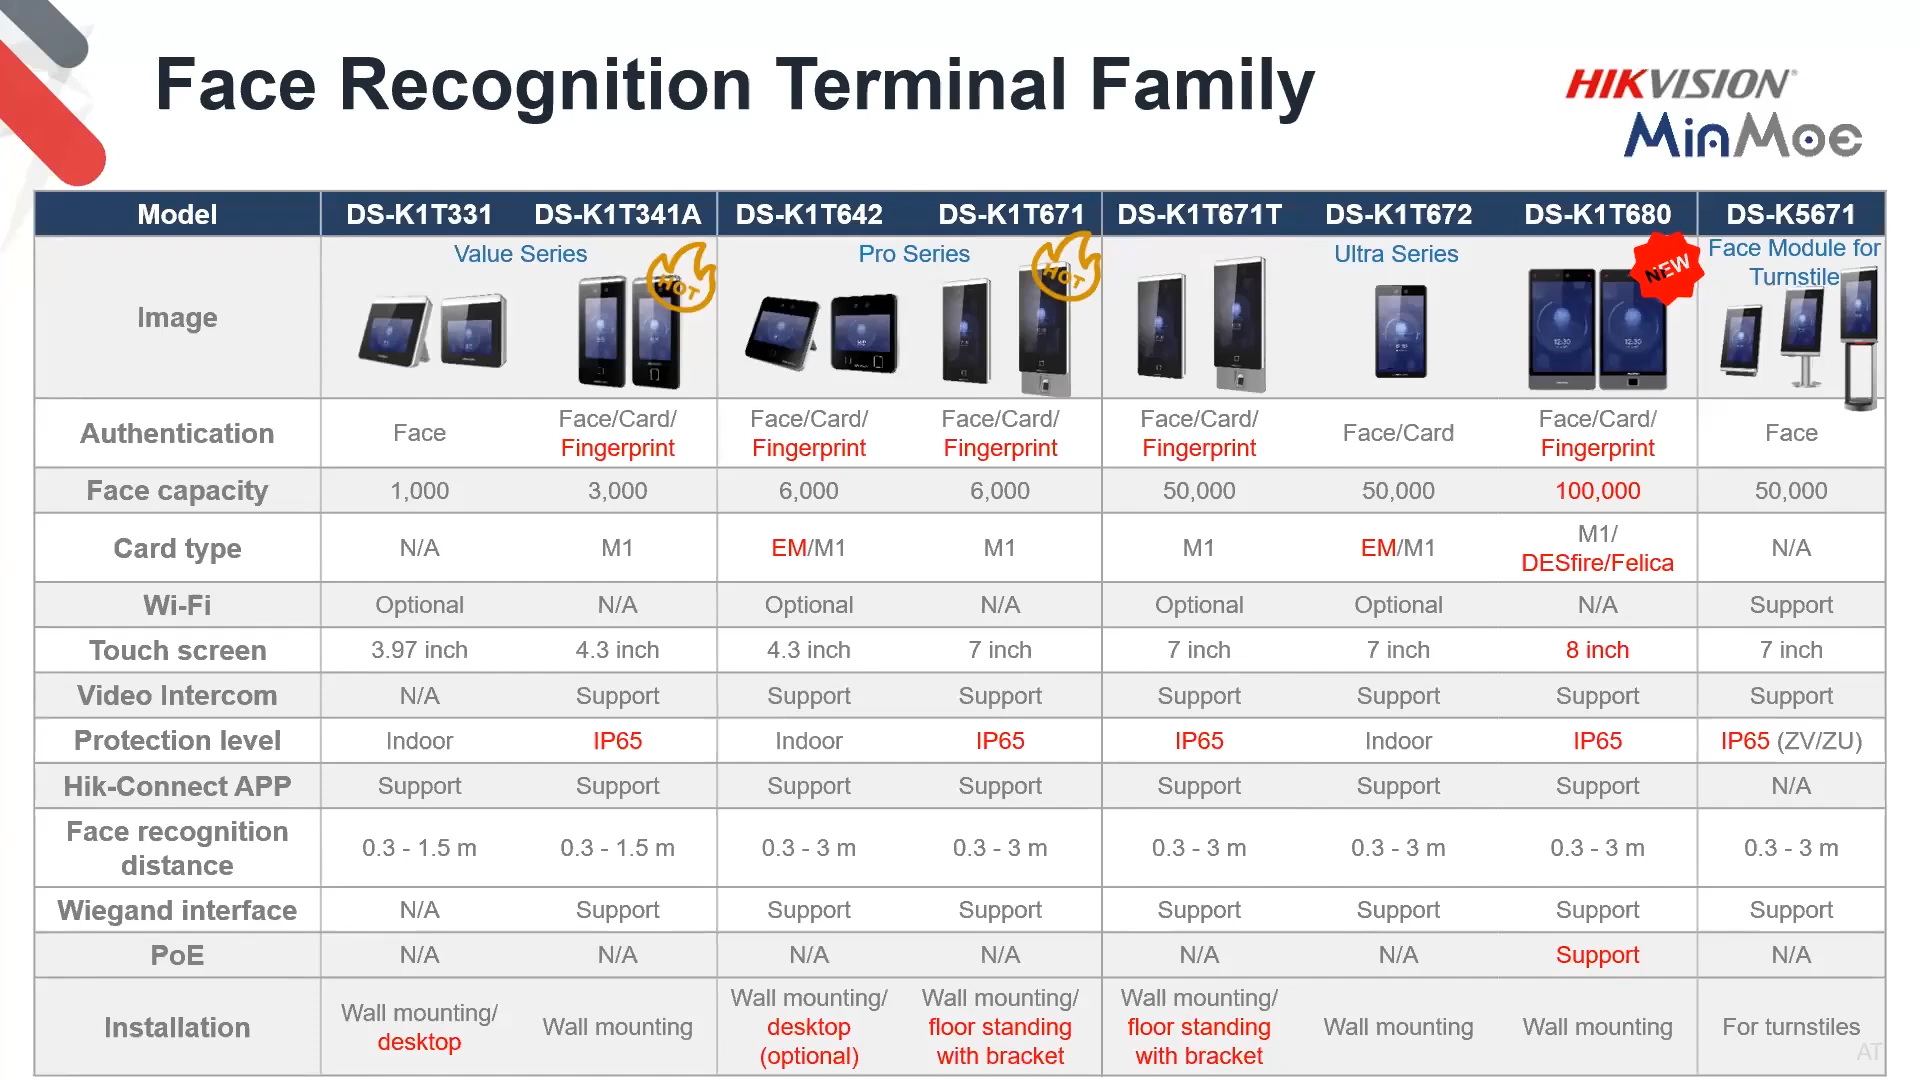 Face Recognition Terminal Family
HIKVISION
MinMoe
Model DS-K1T331 DS-K1T341A DS-K1T642 DS-K1T671 DS-K1T671T DS-K1T672 DS-K1T680 DS-K5671
Image
Value Series
HOT
Pro Series
HOT
Ultra Series
NEW
Face Module for
Turnstile
12:30
12:30
Authentication
Face
Face/Card/
Fingerprint
Face/Card/
Fingerprint
Face/Card/
Fingerprint
Face/Card/
Fingerprint
Face/Card
Face/Card/
Fingerprint
Face
Face capacity 1,000 3,000 6,000 6,000 50,000 50,000 100,000 50,000
Card type
N/A
M1
EM/M1
M1
M1
EM/M1
M1/
DESfire/Felica
N/A
Wi-Fi Optional N/A Optional N/A Optional Optional N/A Support
Touch screen 3.97 inch 4.3 inch 4.3 inch 7 inch 7 inch 7 inch 8 inch 7 inch
Video Intercom N/A Support Support Support Support Support Support Support
Protection level Indoor IP65 Indoor IP65 IP65 Indoor IP65 IP65 (ZV/ZU)
Hik-Connect APP Support Support Support Support Support Support Support N/A
Face recognition
distance
0.3 - 1.5 m 0.3 - 1.5 m 0.3 - 3 m 0.3 - 3 m 0.3 - 3 m 0.3 - 3 m 0.3 - 3 m 0.3 - 3 m
Wiegand interface N/A Support Support Support Support Support Support Support
PoE N/A N/A N/A N/A N/A N/A Support N/A
Installation
Wall mounting/
desktop
Wall mounting
Wall mounting/
desktop
(optional)
Wall mounting/
floor standing
with bracket
Wall mounting/
floor standing
with bracket
Wall mounting
Wall mounting
For turnstiles
AT